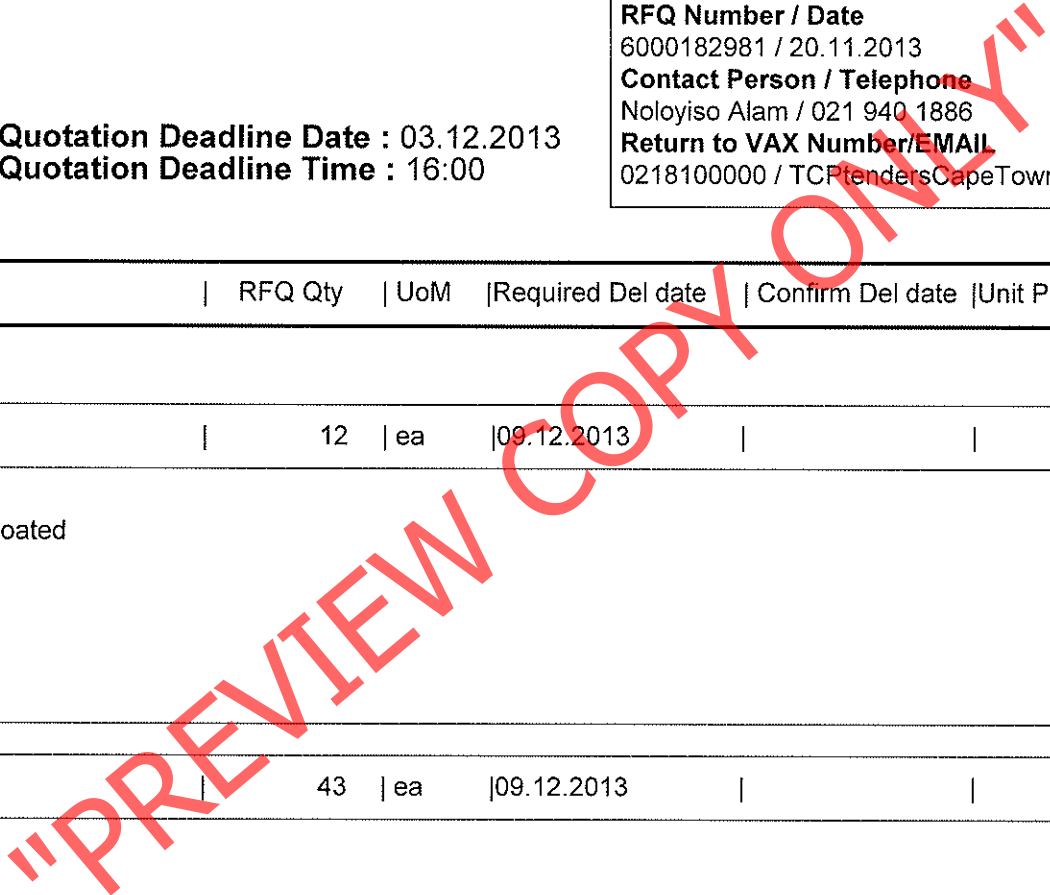 RFQ Number / Date
6000182981 / 20.11.2013
Contact Person / Telephone
Noloyiso Alam / 021 940 1886
Return to VAX Number/EMAIL
0218100000 / TCPtendersCapeTown
Quotation Deadline Date : 03.12.2013
Quotation Deadline Time : 16:00
| RFQ Qty | UoM |Required Del date | Confirm Del date |Unit P
| 12 | ea |09.12.2013 | |
oated
| 43 | ea |09.12.2013 | |
"PREVIEW COPY ONLY"